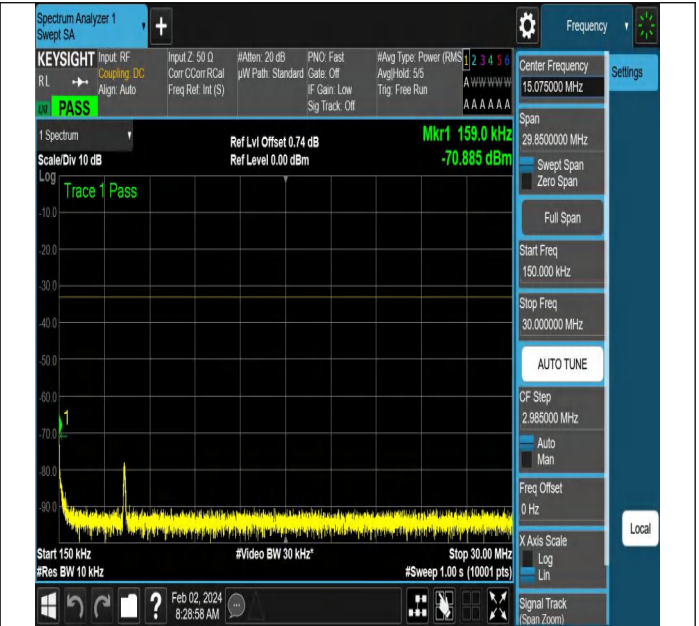 Spectrum Analyzer 1
Swept SA
+
Frequency
KEYSIGHT
RL
Input: RF
Coupling: DC
Align: Auto
Input Z: 50 Ω
Corr CCorr RCal
Freq Ref: Int (S)
#Atten: 20 dB
µW Path: Standard
PNO: Fast
Gate: Off
IF Gain: Low
Sig Track: Off
#Avg Type: Power (RMS
Avg|Hold: 5/5
Trig: Free Run
1 2 3 4 5 6
A W W W W W
A A A A A A
PASS
1 Spectrum
Scale/Div 10 dB
Ref Lvl Offset 0.74 dB
Ref Level 0.00 dBm
Mkr1 159.0 kHz
-70.885 dBm
Log
Trace 1 Pass
-10.0
-20.0
-30.0
-40.0
-50.0
-60.0
-70.0
-80.0
-90.0
1
Start 150 kHz
#Video BW 30 kHz*
Stop 30.00 MHz
#Res BW 10 kHz
#Sweep 1.00 s (10001 pts)
Center Frequency
15.075000 MHz
Settings
Span
29.8500000 MHz
Swept Span
Zero Span
Full Span
Start Freq
150.000 kHz
Stop Freq
30.000000 MHz
AUTO TUNE
CF Step
2.985000 MHz
Auto
Man
Freq Offset
0 Hz
X Axis Scale
Log
Lin
Local
Signal Track
(Span Zoom)
?
Feb 02, 2024
8:28:58 AM